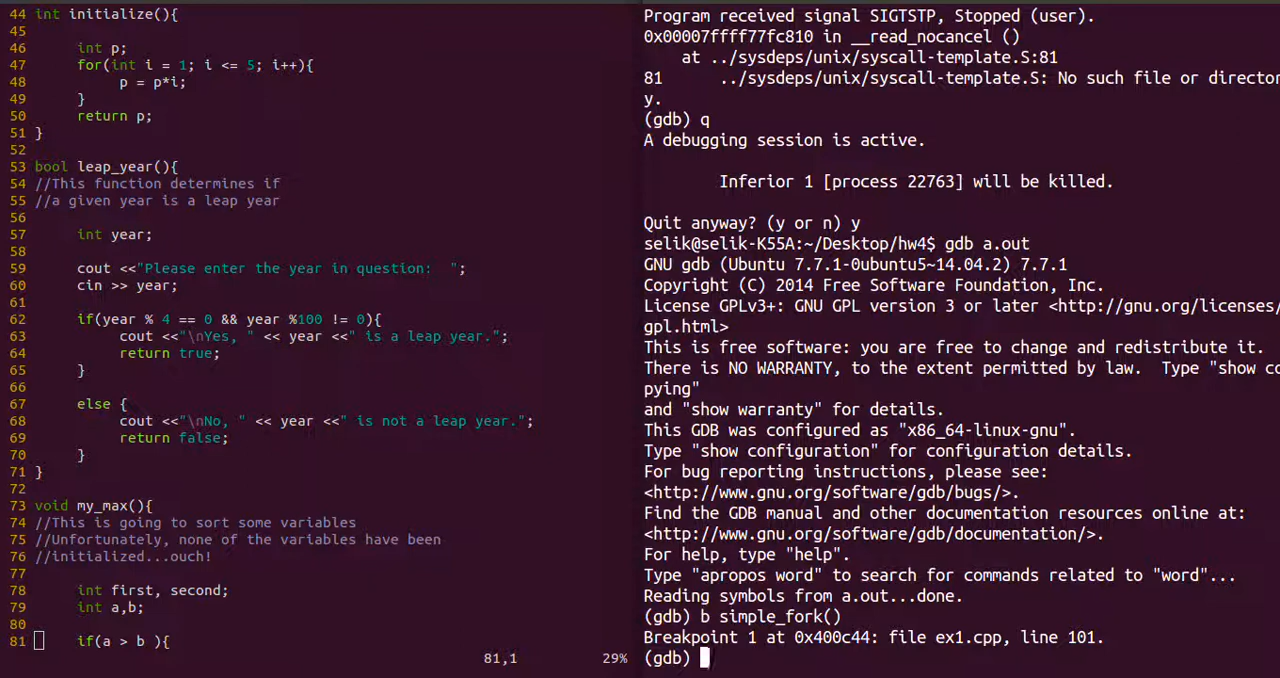 44 int initialize(){
45
46     int p;
47     for(int i = 1; i <= 5; i++){
48         p = p*i;
49     }
50     return p;
51 }
52
53 bool leap_year(){
54 //This function determines if
55 //a given year is a leap year
56
57     int year;
58
59     cout <<"Please enter the year in question:  ";
60     cin >> year;
61
62     if(year % 4 == 0 && year %100 != 0){
63         cout <<"\nYes, " << year <<" is a leap year.";
64         return true;
65     }
66
67     else {
68         cout <<"\nNo, " << year <<" is not a leap year.";
69         return false;
70     }
71 }
72
73 void my_max(){
74 //This is going to sort some variables
75 //Unfortunately, none of the variables have been
76 //initialized...ouch!
77
78     int first, second;
79     int a,b;
80
81     if(a > b ){
81,1          29%
Program received signal SIGTSTP, Stopped (user).
0x00007ffff77fc810 in __read_nocancel ()
    at ../sysdeps/unix/syscall-template.S:81
81      ../sysdeps/unix/syscall-template.S: No such file or director
y.
(gdb) q
A debugging session is active.

        Inferior 1 [process 22763] will be killed.

Quit anyway? (y or n) y
selik@selik-K55A:~/Desktop/hw4$ gdb a.out
GNU gdb (Ubuntu 7.7.1-0ubuntu5~14.04.2) 7.7.1
Copyright (C) 2014 Free Software Foundation, Inc.
License GPLv3+: GNU GPL version 3 or later <http://gnu.org/licenses/
gpl.html>
This is free software: you are free to change and redistribute it.
There is NO WARRANTY, to the extent permitted by law.  Type "show co
pying"
and "show warranty" for details.
This GDB was configured as "x86_64-linux-gnu".
Type "show configuration" for configuration details.
For bug reporting instructions, please see:
<http://www.gnu.org/software/gdb/bugs/>.
Find the GDB manual and other documentation resources online at:
<http://www.gnu.org/software/gdb/documentation/>.
For help, type "help".
Type "apropos word" to search for commands related to "word"...
Reading symbols from a.out...done.
(gdb) b simple_fork()
Breakpoint 1 at 0x400c44: file ex1.cpp, line 101.
(gdb)